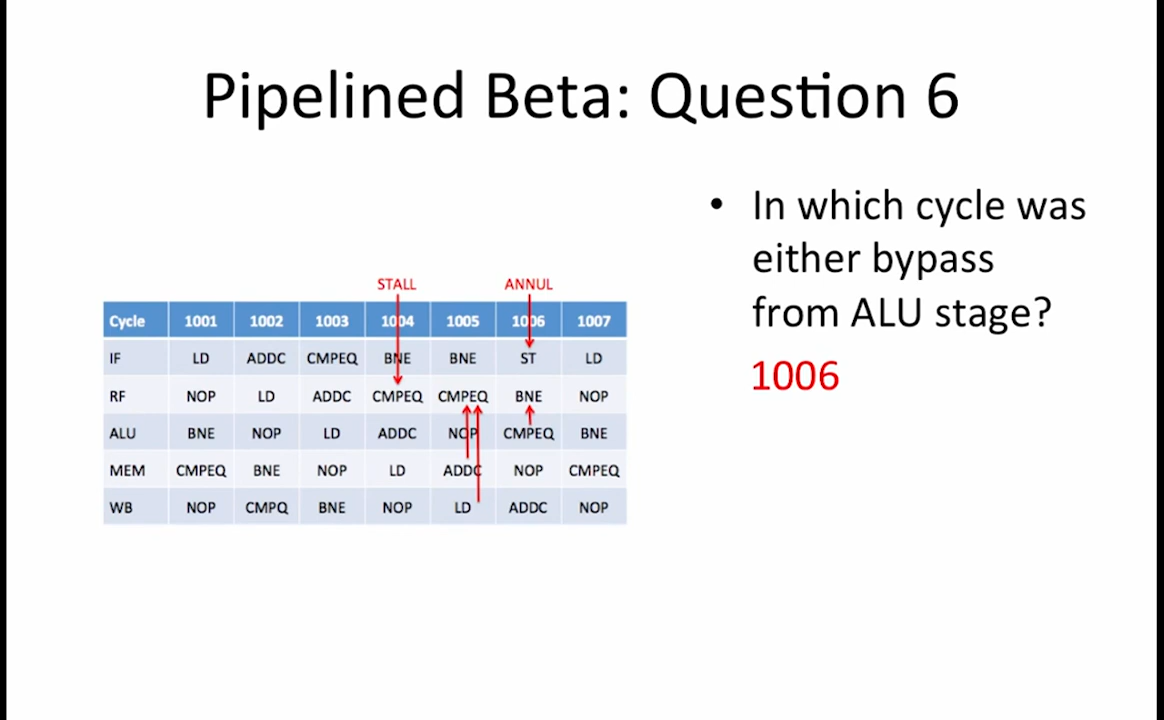 Pipelined Beta: Question 6
• In which cycle was
either bypass
from ALU stage?
1006
STALL ANNUL
Cycle 1001 1002 1003 1004 1005 1006 1007
IF LD ADDC CMPEQ BNE BNE ST LD
RF NOP LD ADDC CMPEQ CMPEQ BNE NOP
ALU BNE NOP LD ADDC NOP CMPEQ BNE
MEM CMPEQ BNE NOP LD ADDC NOP CMPEQ
WB NOP CMPQ BNE NOP LD ADDC NOP